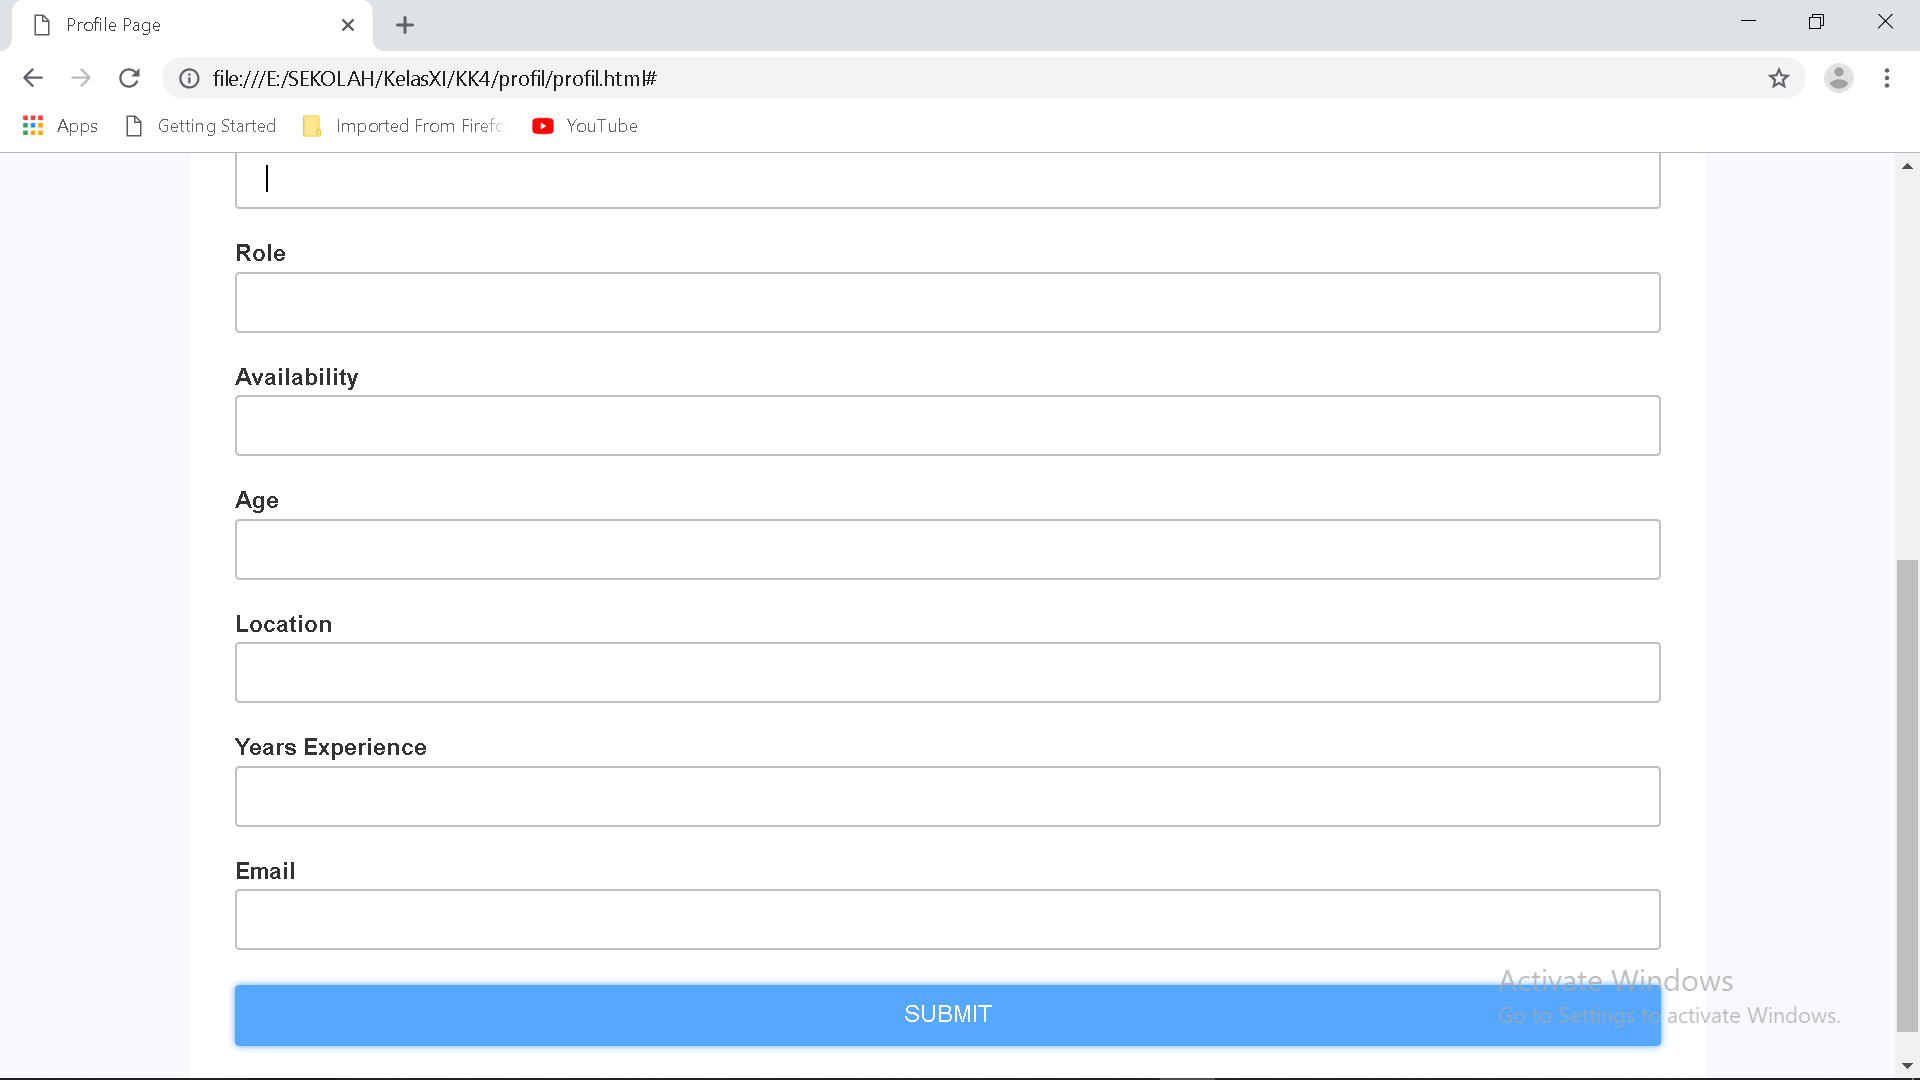 Profile Page
file:///E:/SEKOLAH/KelasXI/KK4/profil/profil.html#
Apps
Getting Started
Imported From Firefo
YouTube
Role
Availability
Age
Location
Years Experience
Email
SUBMIT
Activate Windows
Go to Settings to activate Windows.